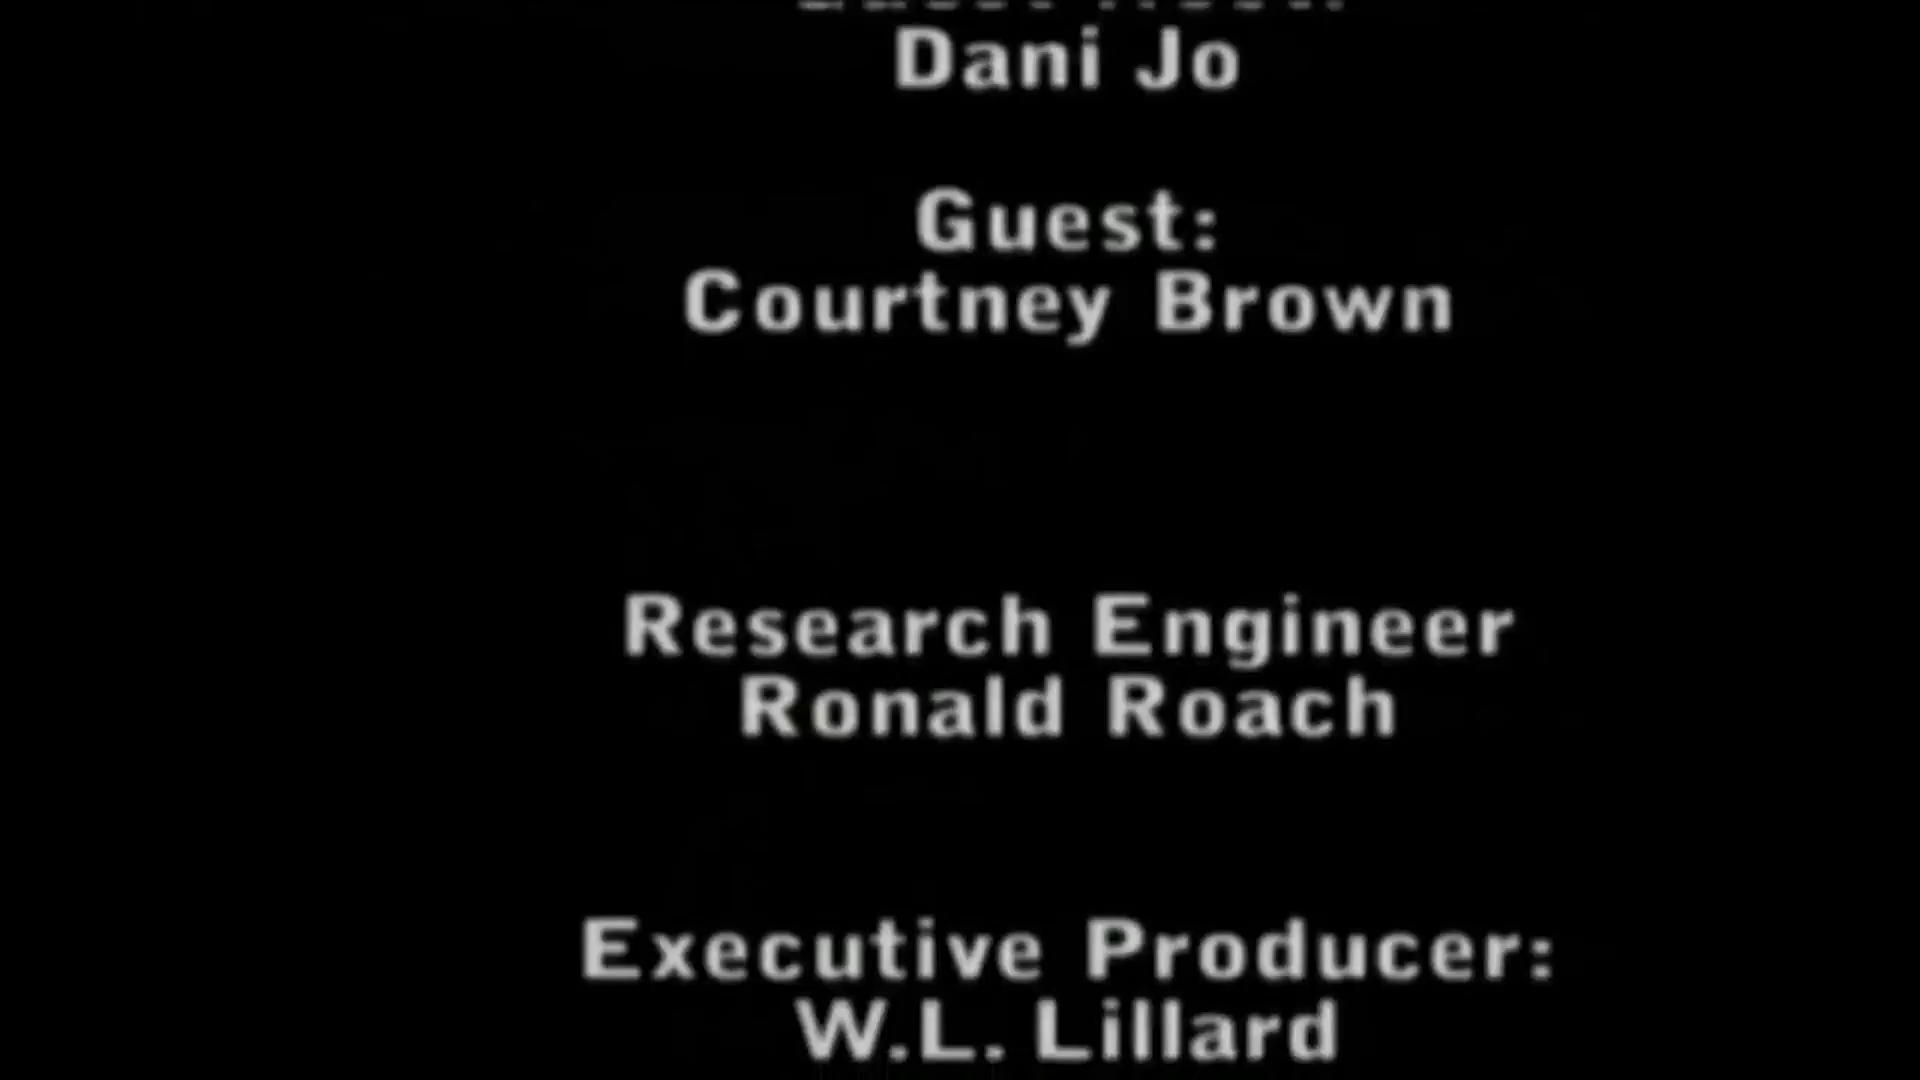 Dani Jo
Guest:
Courtney Brown
Research Engineer
Ronald Roach
Executive Producer:
W.L. Lillard